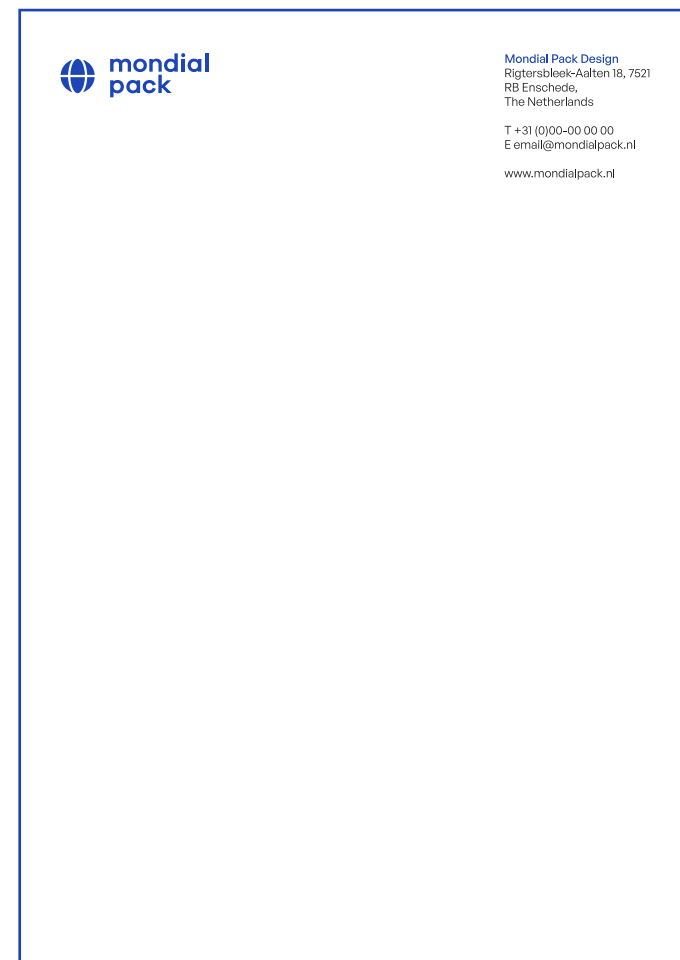 mondial
pack
Mondial Pack Design
Rigtersbleek-Aalten 18, 7521
RB Enschede,
The Netherlands
T +31 (0)00-00 00 00
E email@mondialpack.nl
www.mondialpack.nl